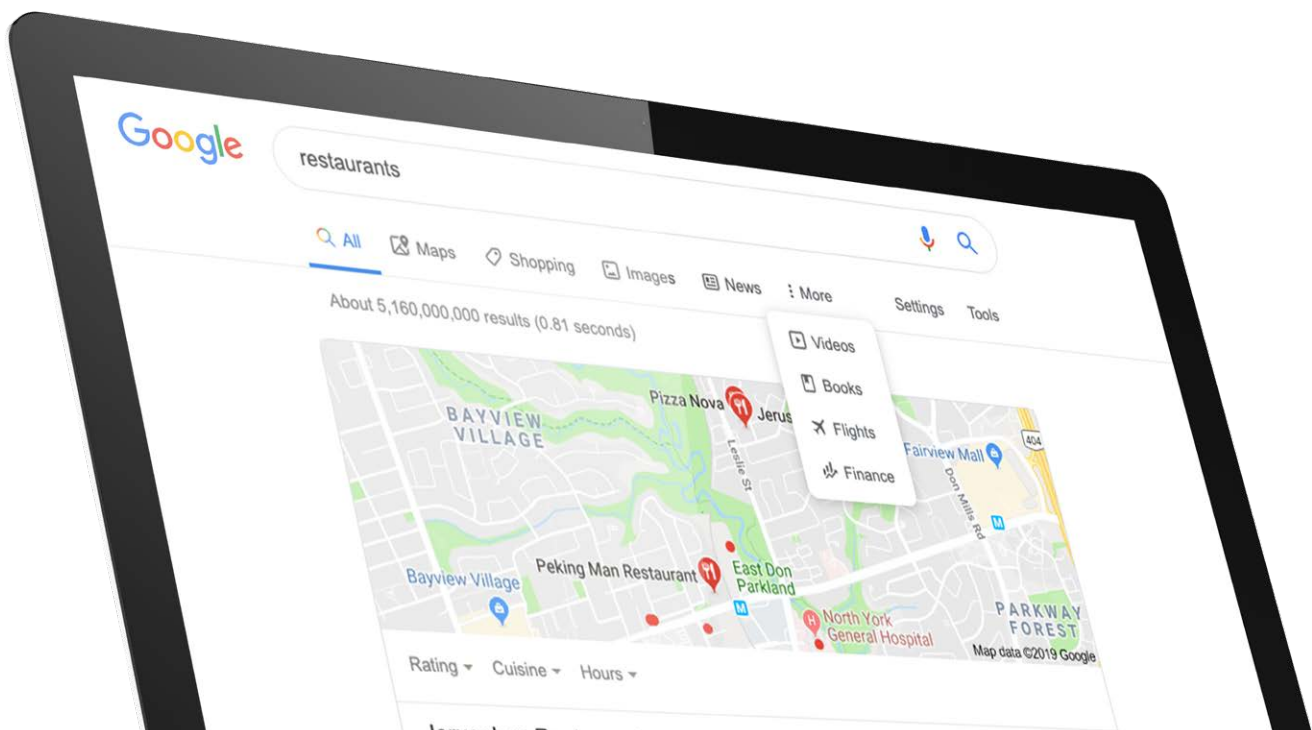 Google
restaurants
All Maps Shopping Images News More Settings Tools
About 5,160,000,000 results (0.81 seconds)
Videos
Books
Flights
Finance
Pizza Nova
Jerus
BAYVIEW
VILLAGE
Leslie St
Fairview Mall
404
Don Mills Rd
M
Peking Man Restaurant
East Don
Parkland
Bayview Village
M
H
North York
General Hospital
PARKWAY
FOREST
Map data ©2019 Google
Rating Cuisine Hours